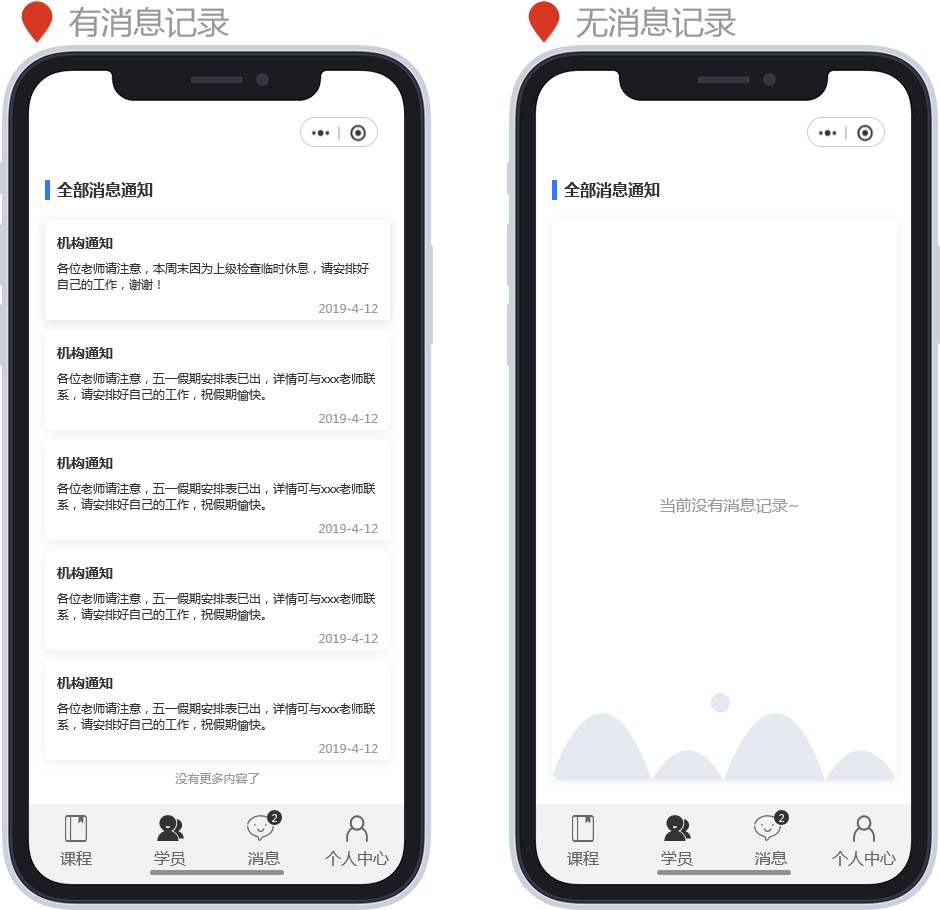 有消息记录
全部消息通知
机构通知
各位老师请注意，本周末因为上级检查临时休息，请安排好
自己的工作，谢谢！
2019-4-12
机构通知
各位老师请注意，五一假期安排表已出，详情可与xxx老师联
系，请安排好自己的工作，祝假期愉快。
2019-4-12
机构通知
各位老师请注意，五一假期安排表已出，详情可与xxx老师联
系，请安排好自己的工作，祝假期愉快。
2019-4-12
机构通知
各位老师请注意，五一假期安排表已出，详情可与xxx老师联
系，请安排好自己的工作，祝假期愉快。
2019-4-12
机构通知
各位老师请注意，五一假期安排表已出，详情可与xxx老师联
系，请安排好自己的工作，祝假期愉快。
2019-4-12
没有更多内容了
2
课程 学员 消息 个人中心
无消息记录
全部消息通知
当前没有消息记录~
2
课程 学员 消息 个人中心